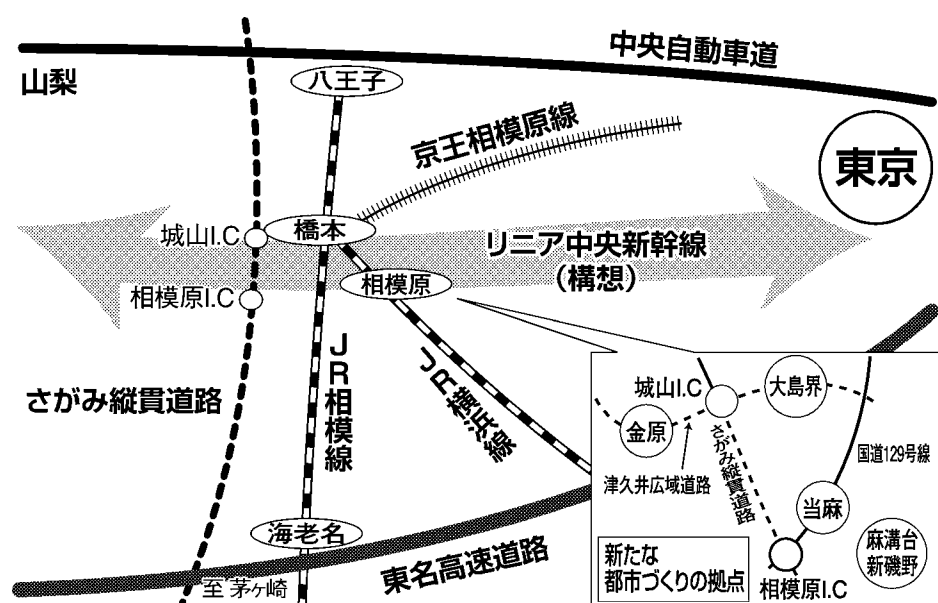 中央自動車道
山梨
八王子
京王相模原線
東京
城山I.C
橋本
リニア中央新幹線
(構想)
相模原I.C
相模原
さがみ縦貫道路
JR相模線
JR横浜線
海老名
東名高速道路
至 茅ヶ崎
城山I.C
大島界
金原
さがみ縦貫道路
国道129号線
津久井広域道路
当麻
麻溝台
新磯野
新たな
都市づくりの拠点
相模原I.C